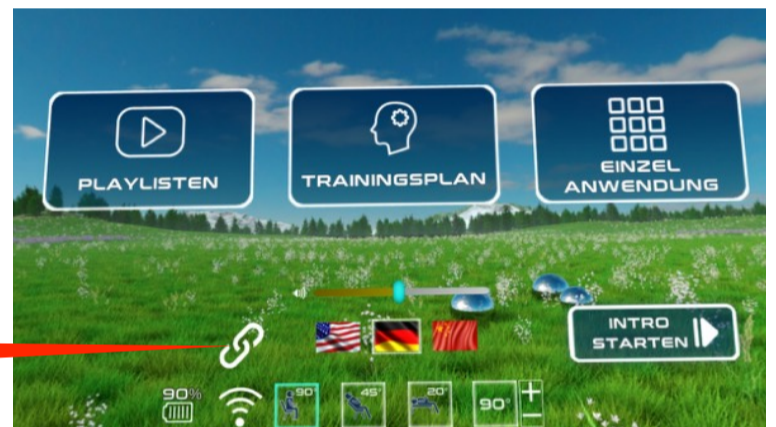 PLAYLISTEN
TRAININGSPLAN
EINZEL
ANWENDUNG
INTRO
STARTEN
90%
90°
45°
20°
90°
+
−